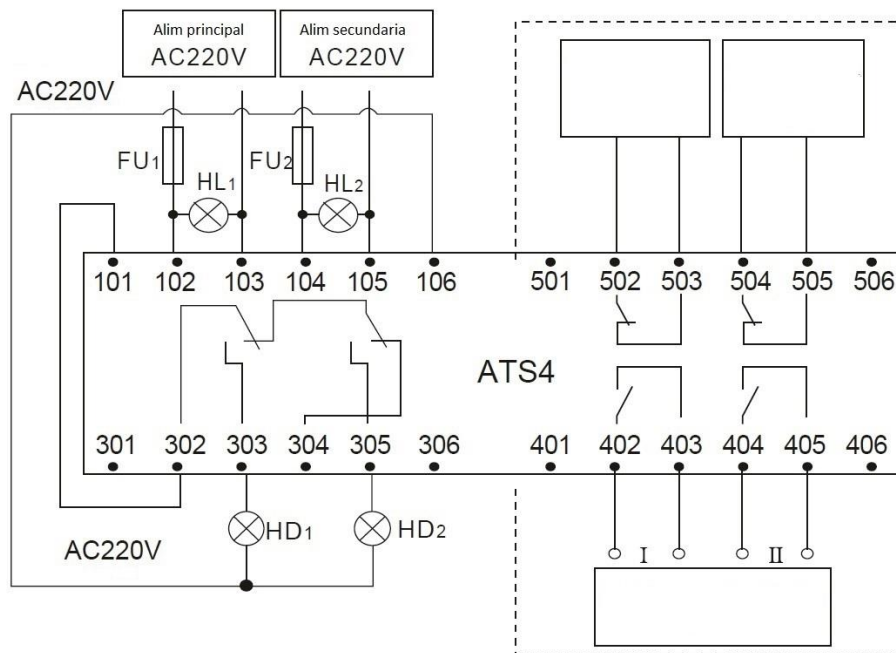 Alim principal
AC220V
Alim secundaria
AC220V
AC220V
FU1
HL1
FU2
HL2
101 102 103 104 105 106 501 502 503 504 505 506
ATS4
301 302 303 304 305 306 401 402 403 404 405 406
HD1
HD2
AC220V
I
II